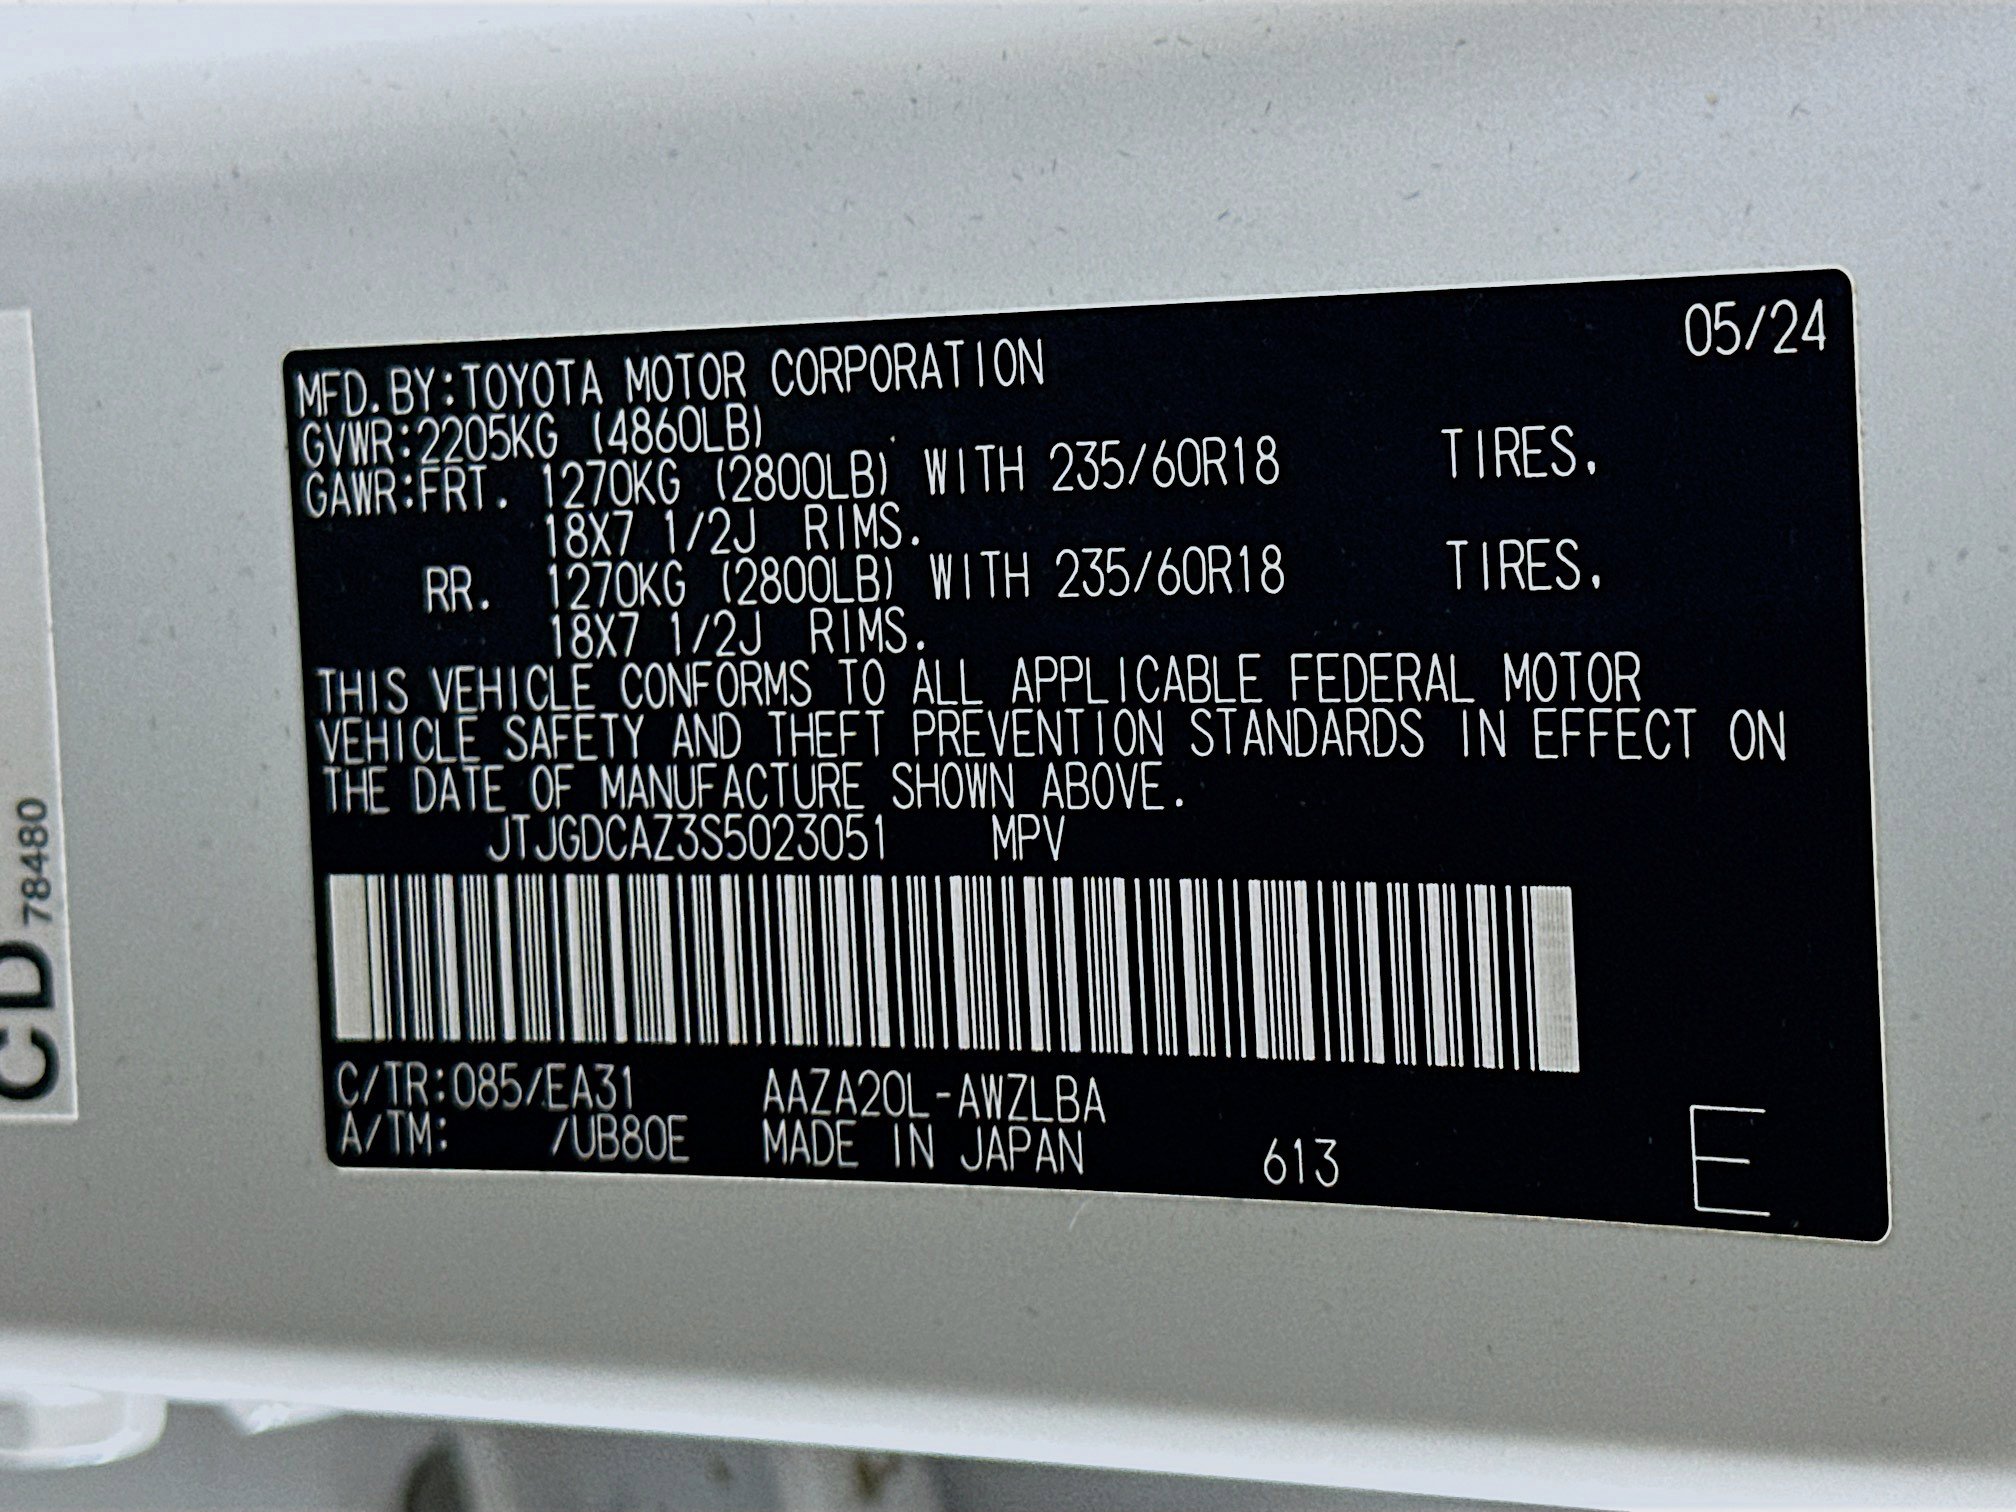 05/24
MFD.BY:TOYOTA MOTOR CORPORATION
GVWR:2205KG (4860LB)
GAWR:FRT. 1270KG (2800LB) WITH 235/60R18 TIRES.
18X7 1/2J RIMS.
RR. 1270KG (2800LB) WITH 235/60R18 TIRES.
18X7 1/2J RIMS.
THIS VEHICLE CONFORMS TO ALL APPLICABLE FEDERAL MOTOR
VEHICLE SAFETY AND THEFT PREVENTION STANDARDS IN EFFECT ON
THE DATE OF MANUFACTURE SHOWN ABOVE.
JTJGDCAZ3S5023051 MPV
C/TR:085/EA31 AAZA20L-AWZLBA
A/TM: /UB80E MADE IN JAPAN 613 E
CD
78480